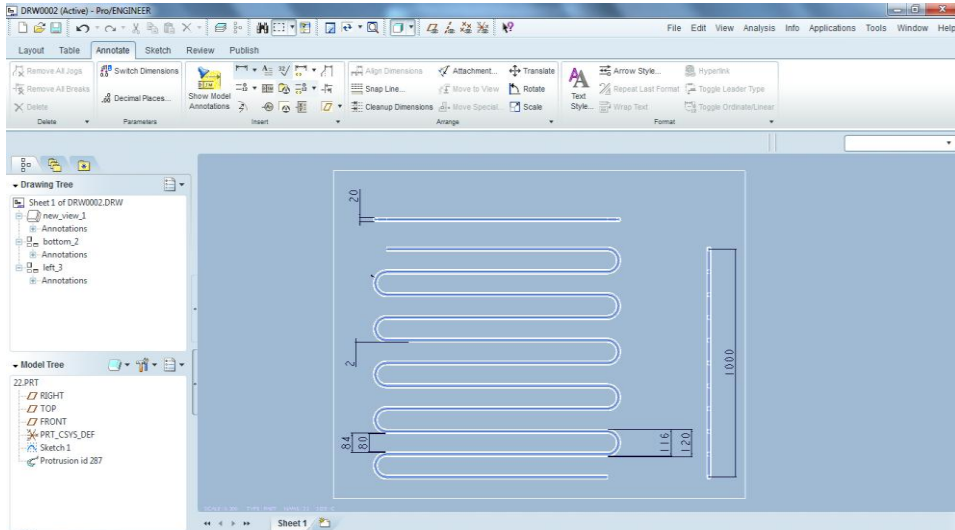 DRW0002 (Active) - Pro/ENGINEER
File Edit View Analysis Info Applications Tools Window Help
Layout Table Annotate Sketch Review Publish
Remove All Jogs
Switch Dimensions
Align Dimensions
Attachment...
Translate
Arrow Style...
Hyperlink
Remove All Breaks
Decimal Places...
Show Model Annotations
Snap Line...
Move to View
Rotate
Text Style...
Repeat Last Format
Toggle Leader Type
Delete
Cleanup Dimensions
Move Special...
Scale
Wrap Text
Toggle Ordinate/Linear
Delete
Parameters
Insert
Arrange
Format
Drawing Tree
Sheet 1 of DRW0002.DRW
new_view_1
Annotations
bottom_2
Annotations
left_3
Annotations
Model Tree
22.PRT
RIGHT
TOP
FRONT
PRT_CSYS_DEF
Sketch 1
Protrusion id 287
20
2
84
80
116
120
1000
Sheet 1